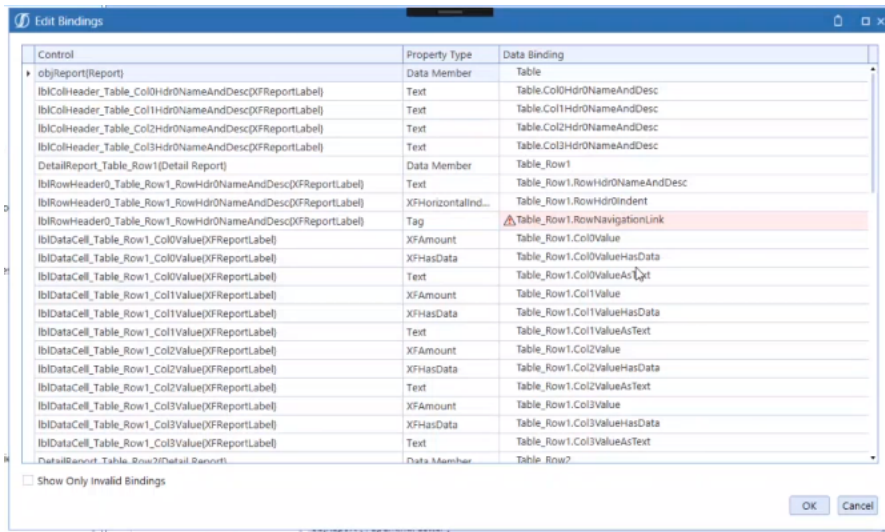 Edit Bindings
Control Property Type Data Binding
objReport(Report) Data Member Table
lblColHeader_Table_Col0Hdr0NameAndDesc(XFReportLabel) Text Table.Col0Hdr0NameAndDesc
lblColHeader_Table_Col1Hdr0NameAndDesc(XFReportLabel) Text Table.Col1Hdr0NameAndDesc
lblColHeader_Table_Col2Hdr0NameAndDesc(XFReportLabel) Text Table.Col2Hdr0NameAndDesc
lblColHeader_Table_Col3Hdr0NameAndDesc(XFReportLabel) Text Table.Col3Hdr0NameAndDesc
DetailReport_Table_Row1(Detail Report) Data Member Table_Row1
lblRowHeader0_Table_Row1_RowHdr0NameAndDesc(XFReportLabel) Text Table_Row1.RowHdr0NameAndDesc
lblRowHeader0_Table_Row1_RowHdr0NameAndDesc(XFReportLabel) XFHorizontalInd... Table_Row1.RowHdr0Indent
lblRowHeader0_Table_Row1_RowHdr0NameAndDesc(XFReportLabel) Tag Table_Row1.RowNavigationLink
lblDataCell_Table_Row1_Col0Value(XFReportLabel) XFAmount Table_Row1.Col0Value
lblDataCell_Table_Row1_Col0Value(XFReportLabel) XFHasData Table_Row1.Col0ValueHasData
lblDataCell_Table_Row1_Col0Value(XFReportLabel) Text Table_Row1.Col0ValueAsText
lblDataCell_Table_Row1_Col1Value(XFReportLabel) XFAmount Table_Row1.Col1Value
lblDataCell_Table_Row1_Col1Value(XFReportLabel) XFHasData Table_Row1.Col1ValueHasData
lblDataCell_Table_Row1_Col1Value(XFReportLabel) Text Table_Row1.Col1ValueAsText
lblDataCell_Table_Row1_Col2Value(XFReportLabel) XFAmount Table_Row1.Col2Value
lblDataCell_Table_Row1_Col2Value(XFReportLabel) XFHasData Table_Row1.Col2ValueHasData
lblDataCell_Table_Row1_Col2Value(XFReportLabel) Text Table_Row1.Col2ValueAsText
lblDataCell_Table_Row1_Col3Value(XFReportLabel) XFAmount Table_Row1.Col3Value
lblDataCell_Table_Row1_Col3Value(XFReportLabel) XFHasData Table_Row1.Col3ValueHasData
lblDataCell_Table_Row1_Col3Value(XFReportLabel) Text Table_Row1.Col3ValueAsText
DetailReport_Table_Row2(Detail Report) Data Member Table_Row2
Show Only Invalid Bindings
OK Cancel